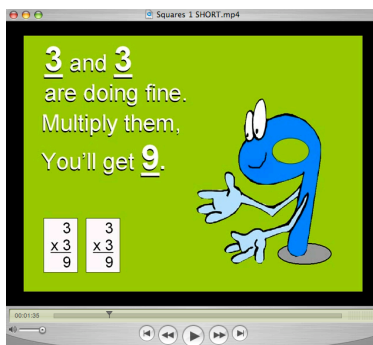 Squares 1 SHORT.mp4
3 and 3
are doing fine.
Multiply them,
You'll get 9.
3 3
x 3 x 3
9 9
00:01:35